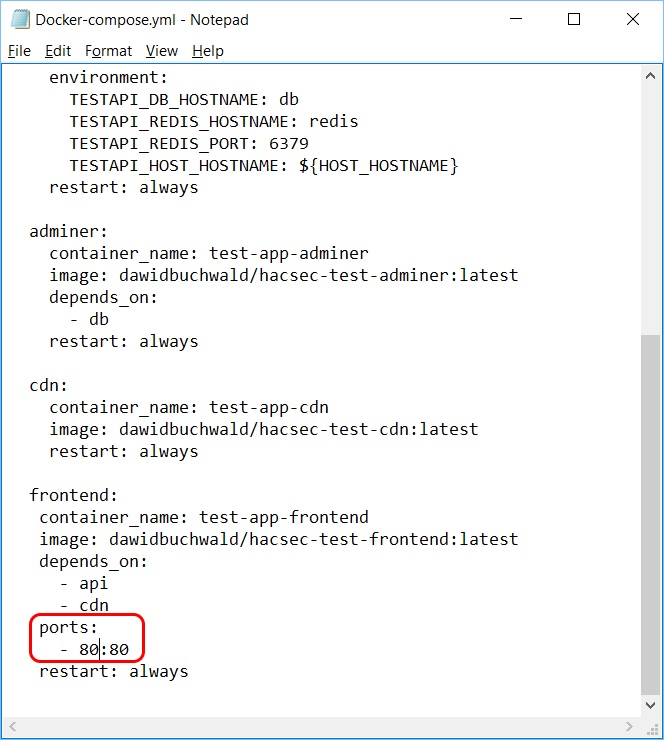 Docker-compose.yml - Notepad
File Edit Format View Help
environment:
TESTAPI_DB_HOSTNAME: db
TESTAPI_REDIS_HOSTNAME: redis
TESTAPI_REDIS_PORT: 6379
TESTAPI_HOST_HOSTNAME: ${HOST_HOSTNAME}
restart: always
adminer:
container_name: test-app-adminer
image: dawidbuchwald/hacsec-test-adminer:latest
depends_on:
- db
restart: always
cdn:
container_name: test-app-cdn
image: dawidbuchwald/hacsec-test-cdn:latest
restart: always
frontend:
container_name: test-app-frontend
image: dawidbuchwald/hacsec-test-frontend:latest
depends_on:
- api
- cdn
ports:
- 80:80
restart: always